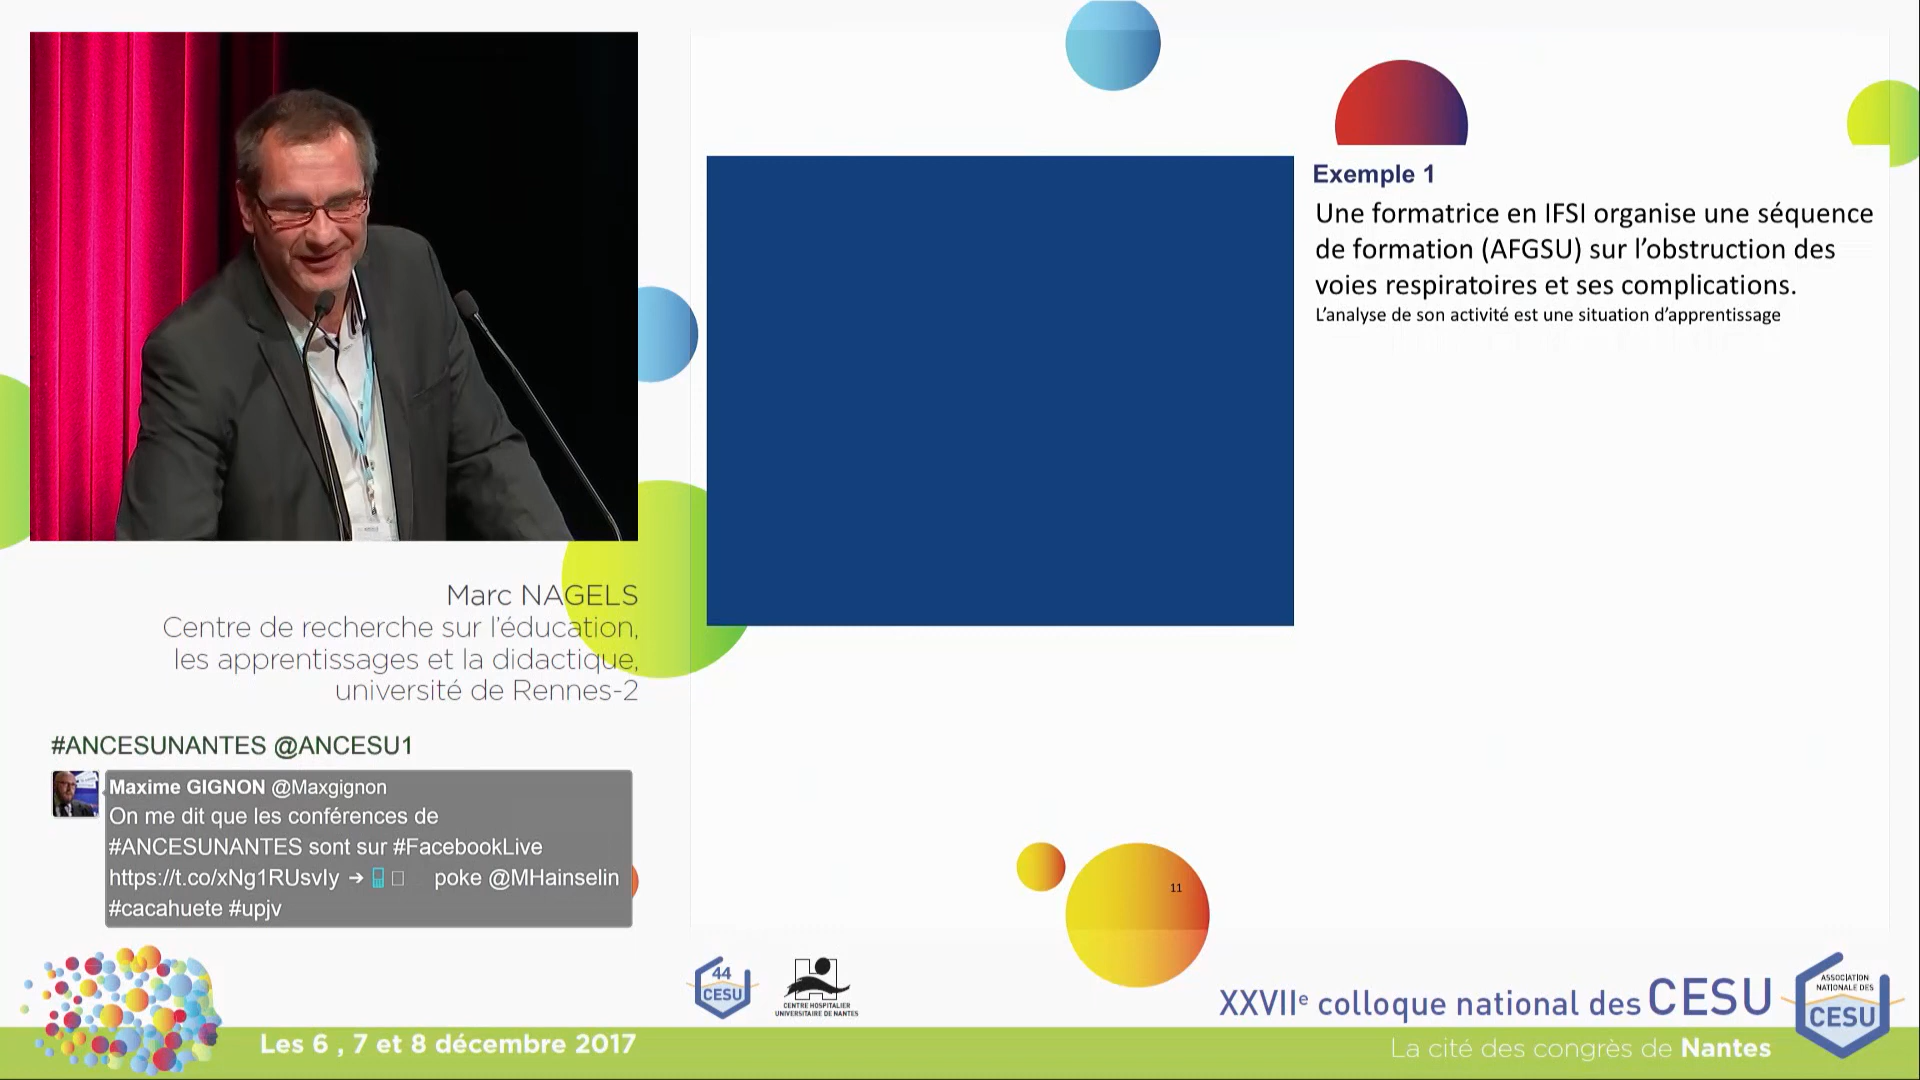 Exemple 1
Une formatrice en IFSI organise une séquence
de formation (AFGSU) sur l’obstruction des
voies respiratoires et ses complications.
L’analyse de son activité est une situation d’apprentissage
Marc NAGELS
Centre de recherche sur l’éducation,
les apprentissages et la didactique,
université de Rennes-2
#ANCESUNANTES @ANCESU1
Maxime GIGNON @Maxgignon
On me dit que les conférences de
#ANCESUNANTES sont sur #FacebookLive
https://t.co/xNg1RUsvIy → poke @MHainselin
#cacahuete #upjv
11
44
CESU
CENTRE HOSPITALIER
UNIVERSITAIRE DE NANTES
XXVIIe colloque national des CESU
ASSOCIATION
NATIONALE DES
CESU
Les 6 , 7 et 8 décembre 2017
La cité des congrès de Nantes